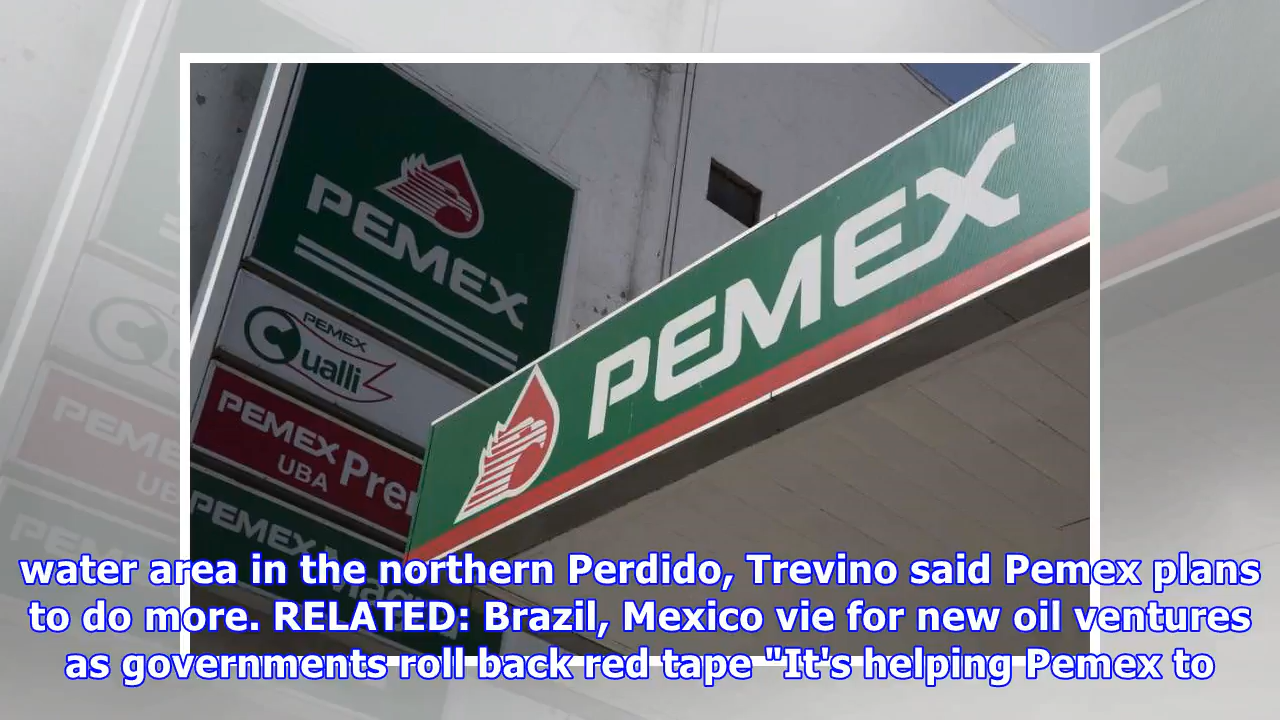 PEMEX
PEMEX
Cualli
PEMEX
UBA
PEMEX
PEMEX
water area in the northern Perdido, Trevino said Pemex plans
to do more. RELATED: Brazil, Mexico vie for new oil ventures
as governments roll back red tape "It's helping Pemex to